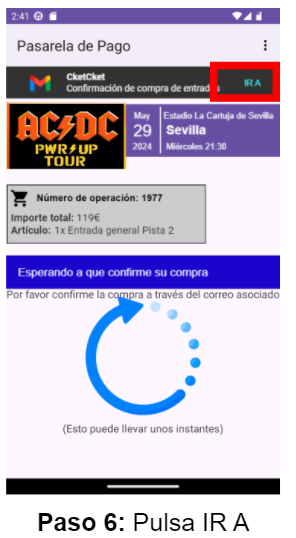 2:41
Pasarela de Pago
CketCket
Confirmación de compra de entradas
IR A
AC DC
PWR UP
TOUR
May
29
2024
Estadio La Cartuja de Sevilla
Sevilla
Miércoles 21:30
Número de operación: 1977
Importe total: 119€
Artículo: 1x Entrada general Pista 2
Esperando a que confirme su compra
Por favor confirme la compra a través del correo asociado
(Esto puede llevar unos instantes)
Paso 6: Pulsa IR A